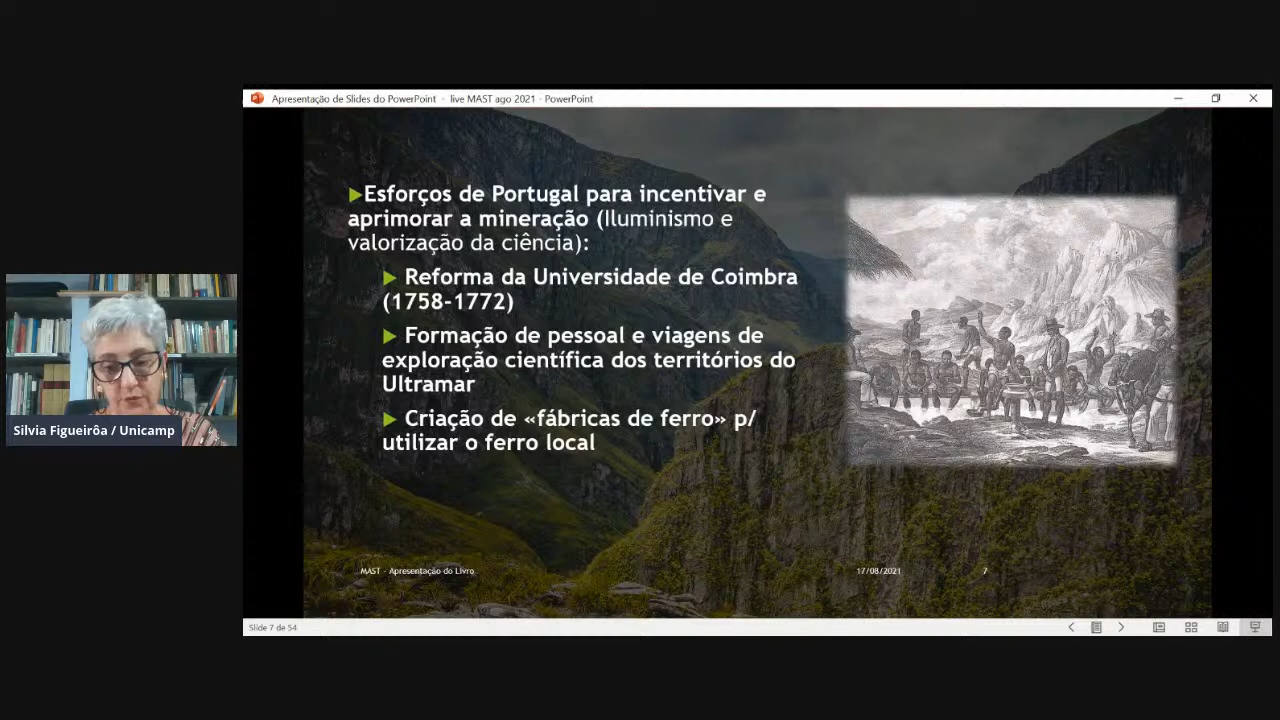 Apresentação de Slides do PowerPoint - live MAST ago 2021 - PowerPoint
Esforços de Portugal para incentivar e
aprimorar a mineração (Iluminismo e
valorização da ciência):
Reforma da Universidade de Coimbra
(1758-1772)
Formação de pessoal e viagens de
exploração científica dos territórios do
Ultramar
Criação de «fábricas de ferro» p/
utilizar o ferro local
Silvia Figueirôa / Unicamp
MAST - Apresentação do Livro
17/08/2021
7
Slide 7 de 54